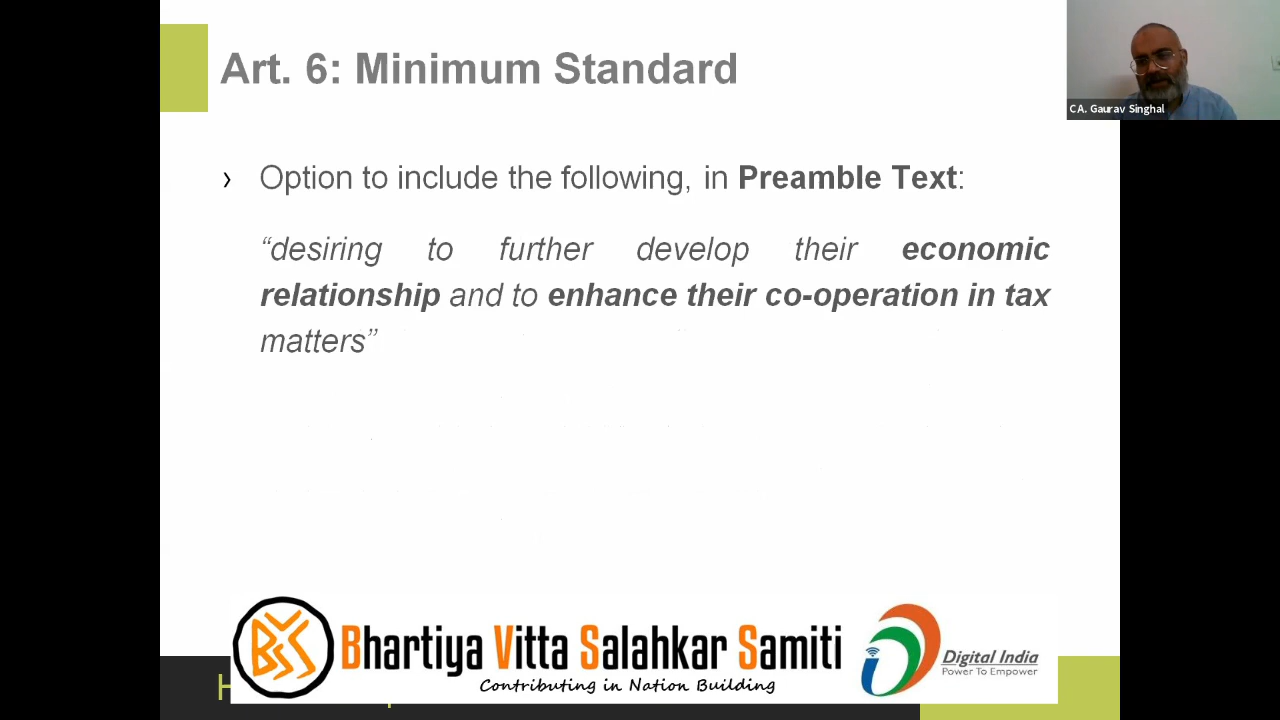 Art. 6: Minimum Standard
CA. Gaurav Singhal
› Option to include the following, in Preamble Text:
“desiring to further develop their economic
relationship and to enhance their co-operation in tax
matters”
BVSS
Bhartiya Vitta Salahkar Samiti
Contributing in Nation Building
Digital India
Power To Empower